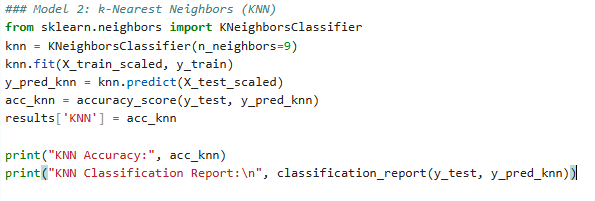 ### Model 2: k-Nearest Neighbors (KNN)
from sklearn.neighbors import KNeighborsClassifier
knn = KNeighborsClassifier(n_neighbors=9)
knn.fit(X_train_scaled, y_train)
y_pred_knn = knn.predict(X_test_scaled)
acc_knn = accuracy_score(y_test, y_pred_knn)
results['KNN'] = acc_knn
print("KNN Accuracy:", acc_knn)
print("KNN Classification Report:\n", classification_report(y_test, y_pred_knn))